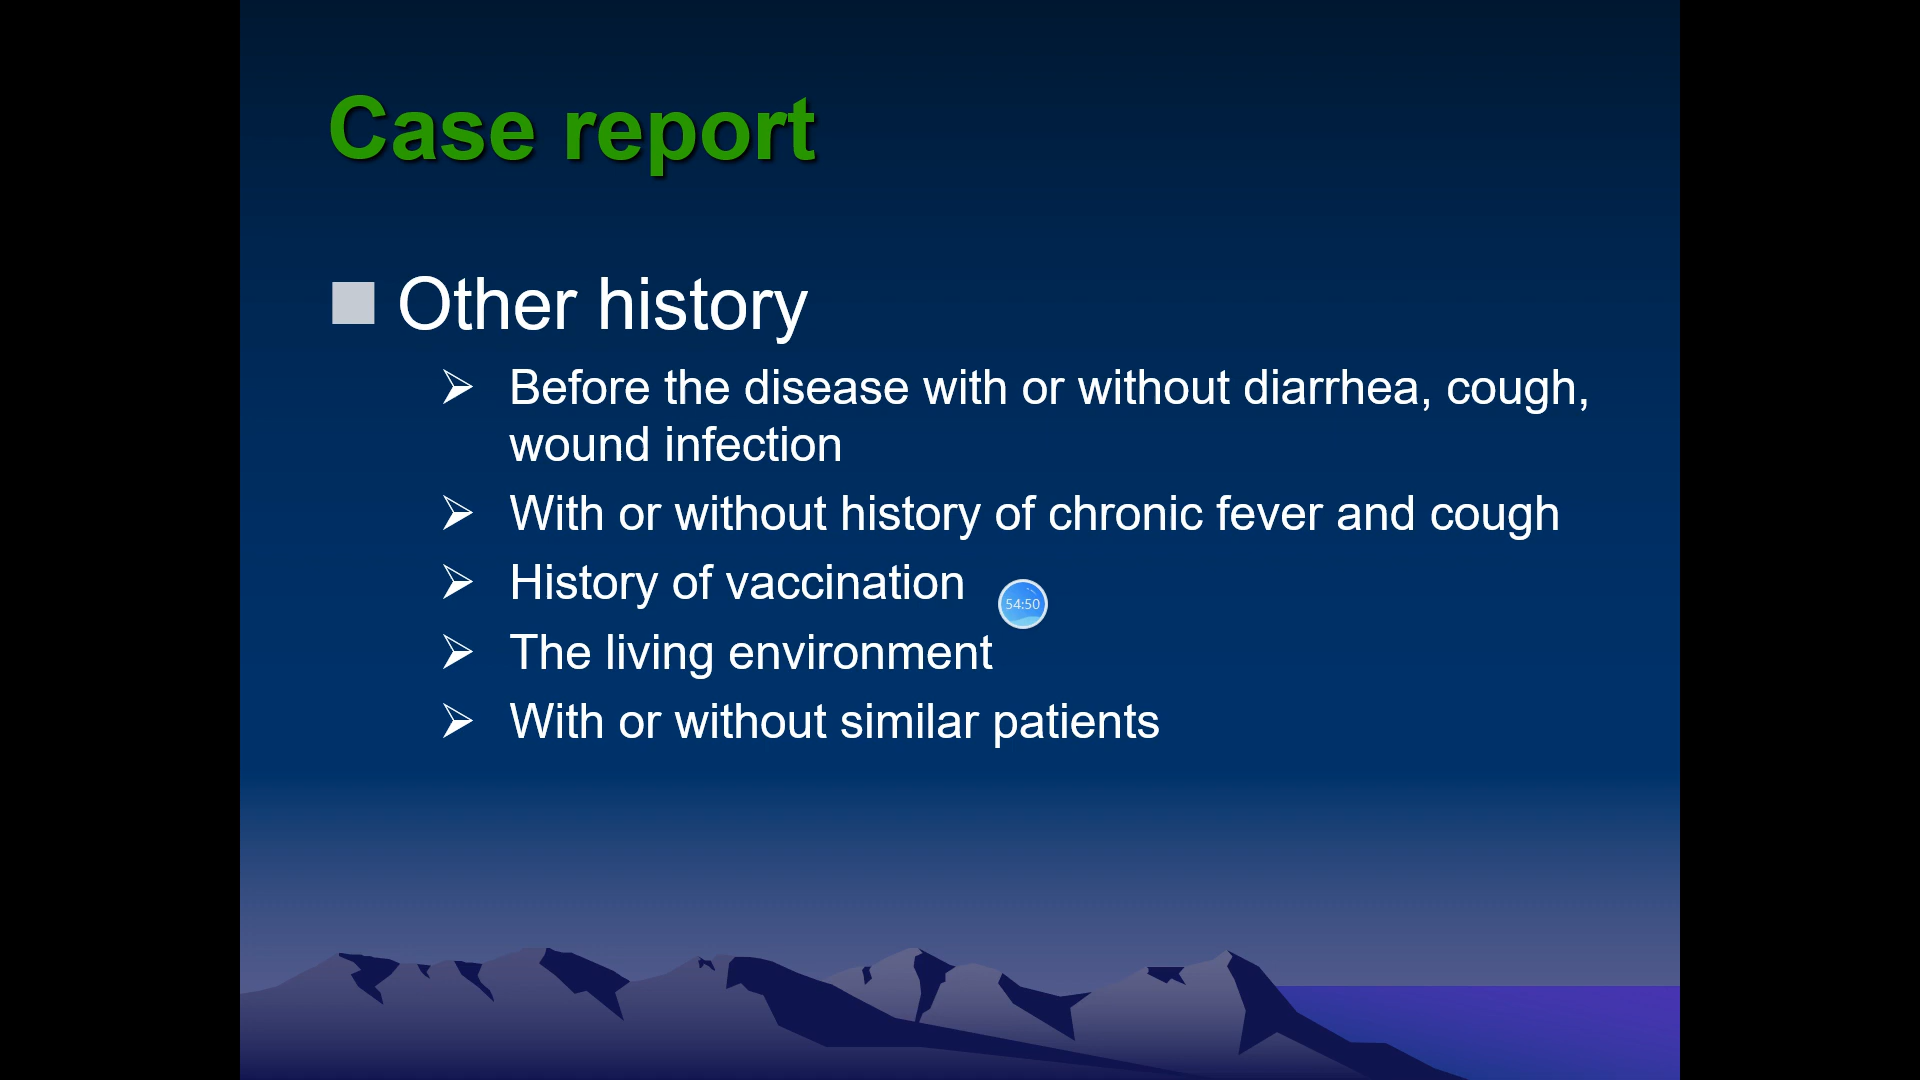 Case report
Other history
Before the disease with or without diarrhea, cough,
wound infection
With or without history of chronic fever and cough
History of vaccination
54:50
The living environment
With or without similar patients